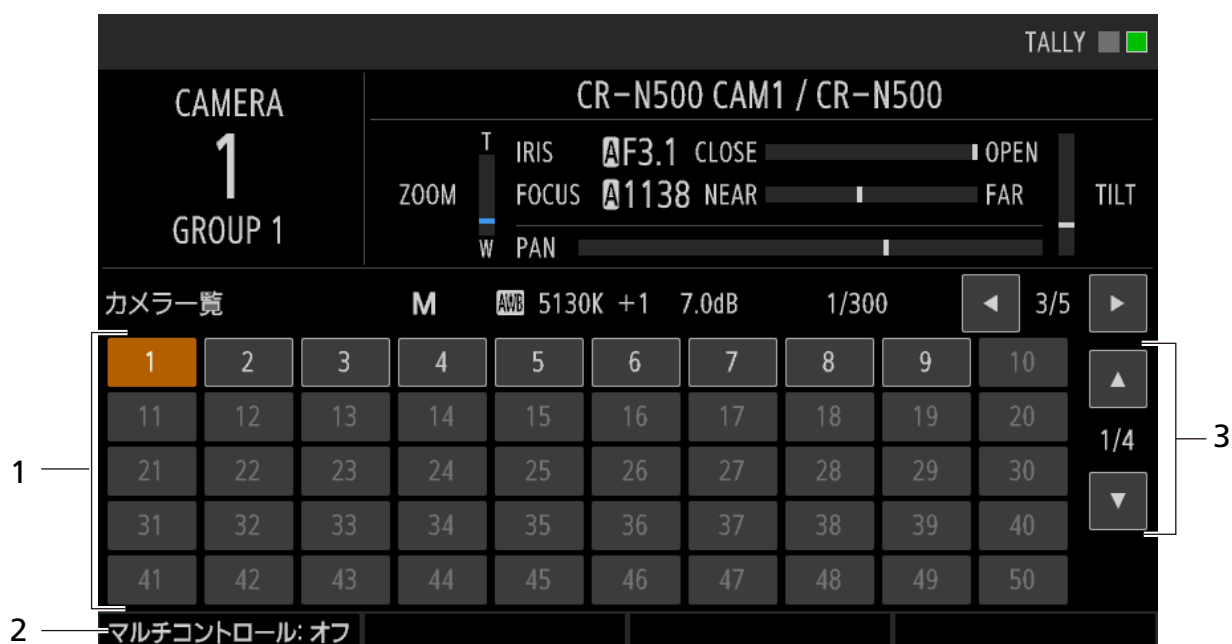 TALLY
CAMERA
1
GROUP 1
CR-N500 CAM1 / CR-N500
ZOOM
T
W
IRIS A F3.1 CLOSE OPEN
FOCUS A 1138 NEAR FAR
PAN
TILT
カメラ一覧 M AWB 5130K +1 7.0dB 1/300 ◀ 3/5 ▶
1 2 3 4 5 6 7 8 9 10
11 12 13 14 15 16 17 18 19 20
21 22 23 24 25 26 27 28 29 30
31 32 33 34 35 36 37 38 39 40
41 42 43 44 45 46 47 48 49 50
▲
1/4
▼
マルチコントロール: オフ
1
2
3